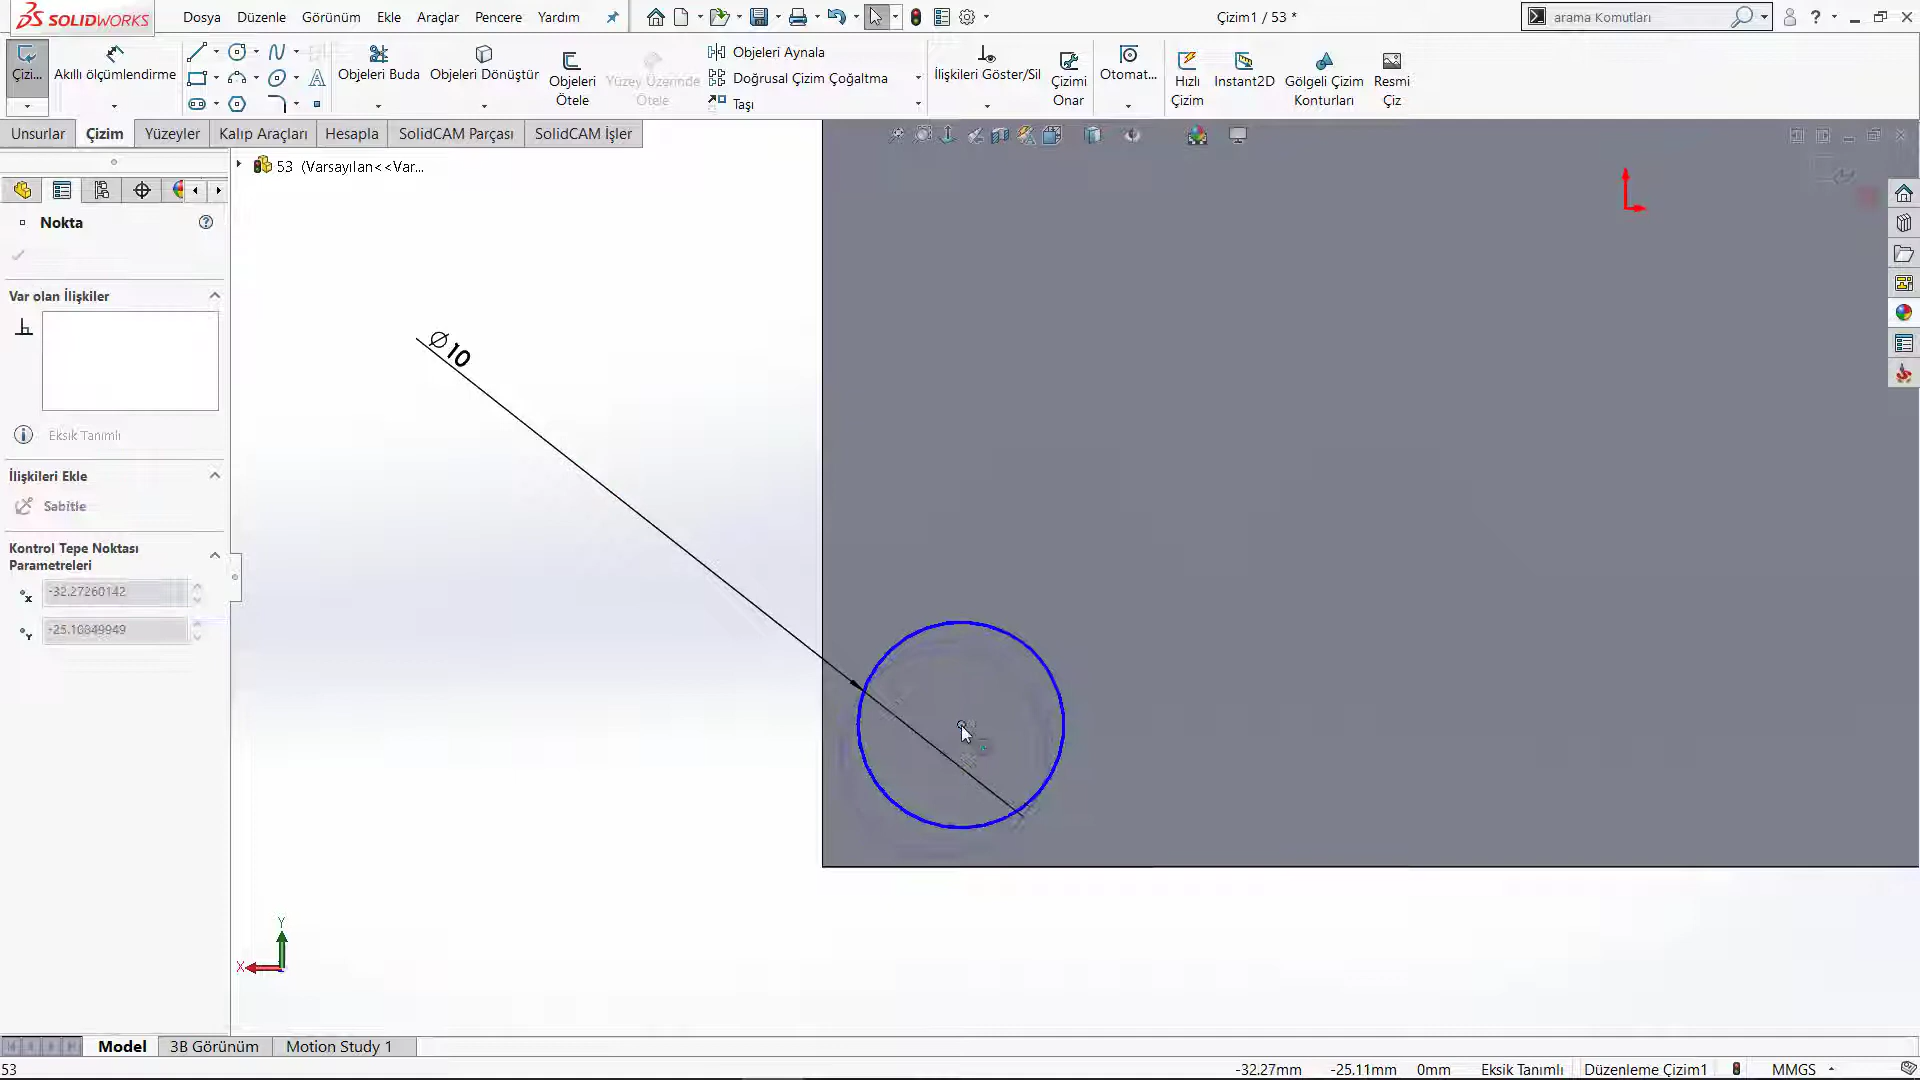 SOLIDWORKS
Dosya Düzenle Görünüm Ekle Araçlar Pencere Yardım
Çizim1 / 53 *
arama Komutları
Çizi...
Akıllı ölçümlendirme
Objeleri Buda
Objeleri Dönüştür
Objeleri Ötele
Yüzey Üzerinde Ötele
Objeleri Aynala
Doğrusal Çizim Çoğaltma
Taşı
İlişkileri Göster/Sil
Çizimi Onar
Otomat...
Hızlı Çizim
Instant2D
Gölgeli Çizim Konturları
Resmi Çiz
Unsurlar Çizim Yüzeyler Kalıp Araçları Hesapla SolidCAM Parçası SolidCAM İşler
53 (Varsayılan<<Var...
Nokta
Var olan İlişkiler
Eksik Tanımlı
İlişkileri Ekle
Sabitle
Kontrol Tepe Noktası
Parametreleri
X -32.27260142
Y -25.10849949
∅10
Y
X
Model 3B Görünüm Motion Study 1
53
-32.27mm -25.11mm 0mm Eksik Tanımlı Düzenleme Çizim1 MMGS